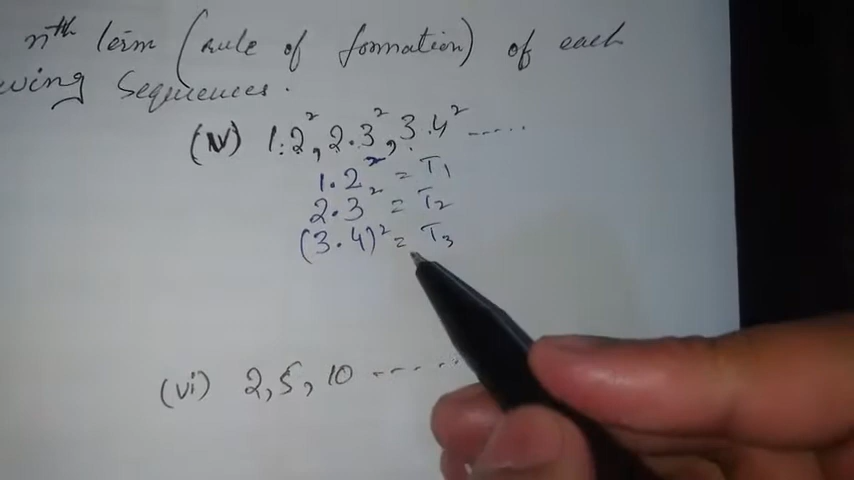 nth term (rule of formation) of each
wing Sequences.
(iv) 1.2², 2.3², 3.4² ......
1.2² = T₁
2.3² = T₂
(3.4)² = T₃
(vi) 2, 5, 10 ......